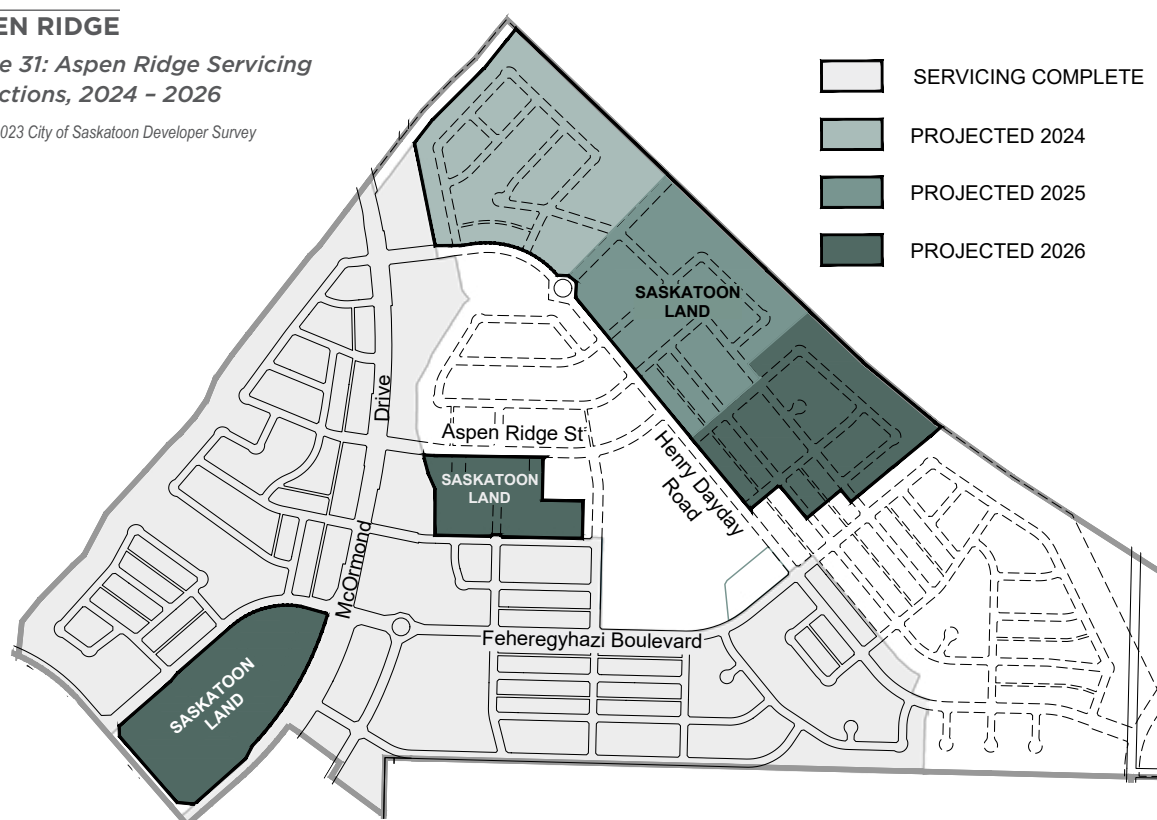 EN RIDGE
e 31: Aspen Ridge Servicing
ctions, 2024 – 2026
023 City of Saskatoon Developer Survey
SERVICING COMPLETE
PROJECTED 2024
PROJECTED 2025
PROJECTED 2026
SASKATOON
LAND
Drive
Aspen Ridge St
Henry Dayday
Road
SASKATOON
LAND
McOrmond
Feheregyhazi Boulevard
SASKATOON
LAND